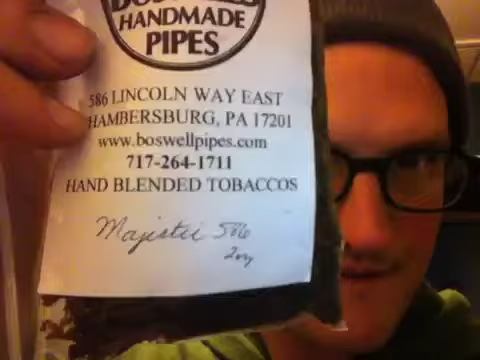 BOSWELL'S
HANDMADE
PIPES
586 LINCOLN WAY EAST
HAMBERSBURG, PA 17201
www.boswellpipes.com
717-264-1711
HAND BLENDED TOBACCOS
Majestic 586
2oz